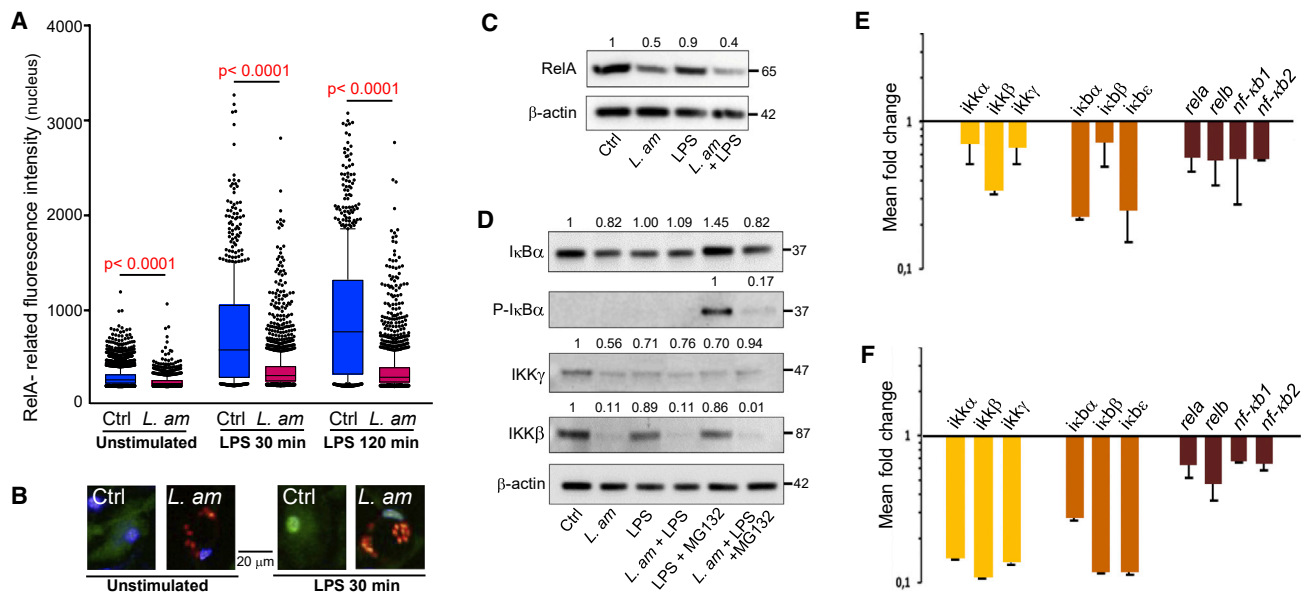 A
RelA- related fluorescence intensity (nucleus)
4000
3000
2000
1000
0
p< 0.0001
p< 0.0001
p< 0.0001
Ctrl L. am Ctrl L. am Ctrl L. am
Unstimulated LPS 30 min LPS 120 min
B
Ctrl L. am Ctrl L. am
20 µm
Unstimulated LPS 30 min
C
1 0.5 0.9 0.4
RelA 65
β-actin 42
Ctrl L. am LPS L. am + LPS
D
1 0.82 1.00 1.09 1.45 0.82
IκBα 37
1 0.17
P-IκBα 37
1 0.56 0.71 0.76 0.70 0.94
IKKγ 47
1 0.11 0.89 0.11 0.86 0.01
IKKβ 87
β-actin 42
Ctrl L. am LPS L. am + LPS LPS + MG132 L. am + LPS +MG132
E
Mean fold change
1
0,1
ikkα ikkβ ikkγ iκbα iκbβ iκbε rela relb nf-κb1 nf-κb2
F
Mean fold change
1
0,1
ikkα ikkβ ikkγ iκbα iκbβ iκbε rela relb nf-κb1 nf-κb2